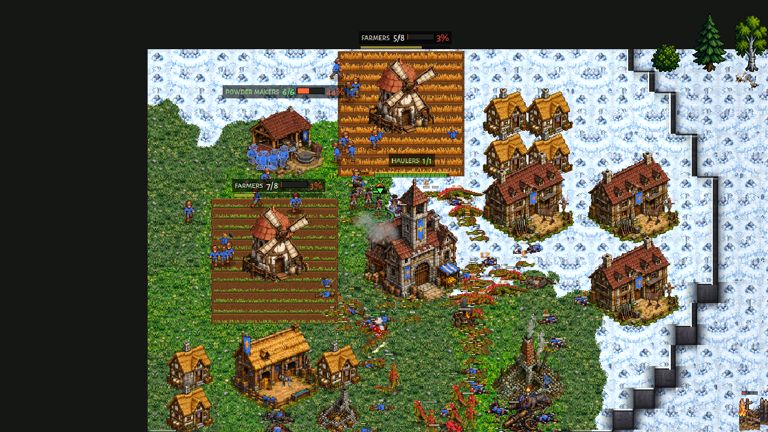 FARMERS 5/8 3%
POWDER MAKERS 6/6
HAULERS 1/1
FARMERS 7/8 3%